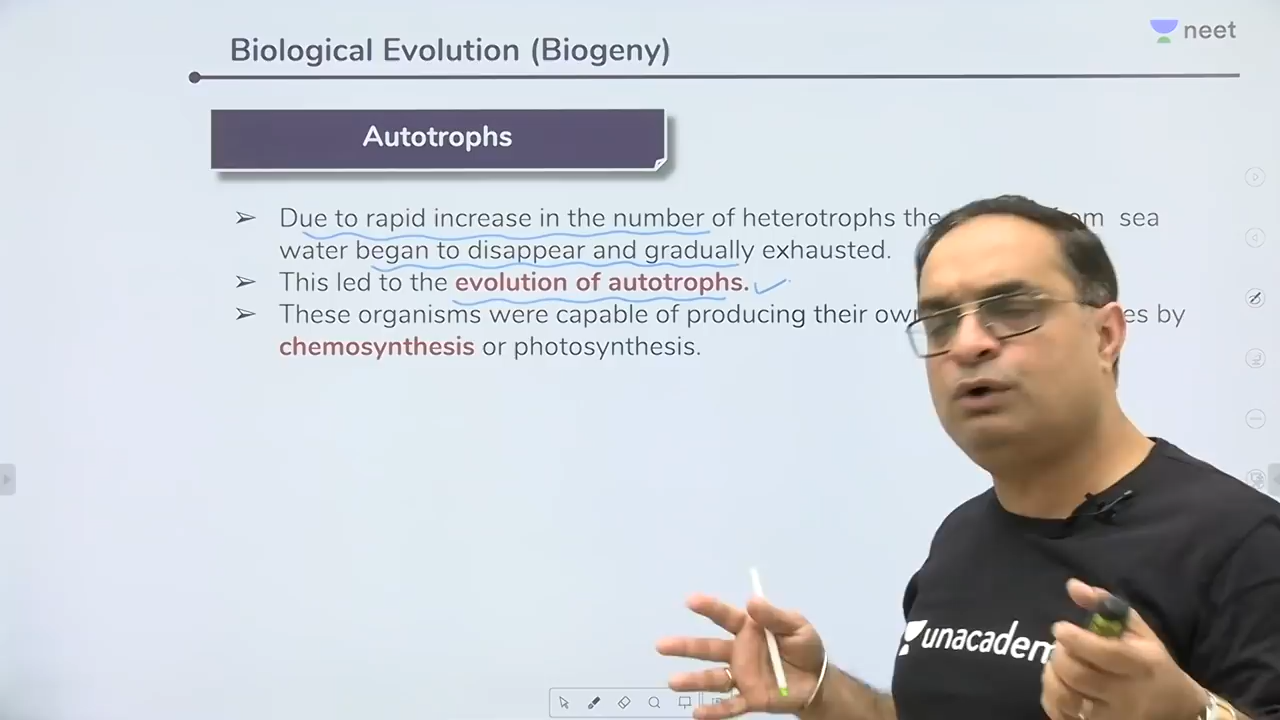 Biological Evolution (Biogeny)
neet
Autotrophs
➢ Due to rapid increase in the number of heterotrophs the sea
water began to disappear and gradually exhausted.
➢ This led to the evolution of autotrophs.
➢ These organisms were capable of producing their by
chemosynthesis or photosynthesis.